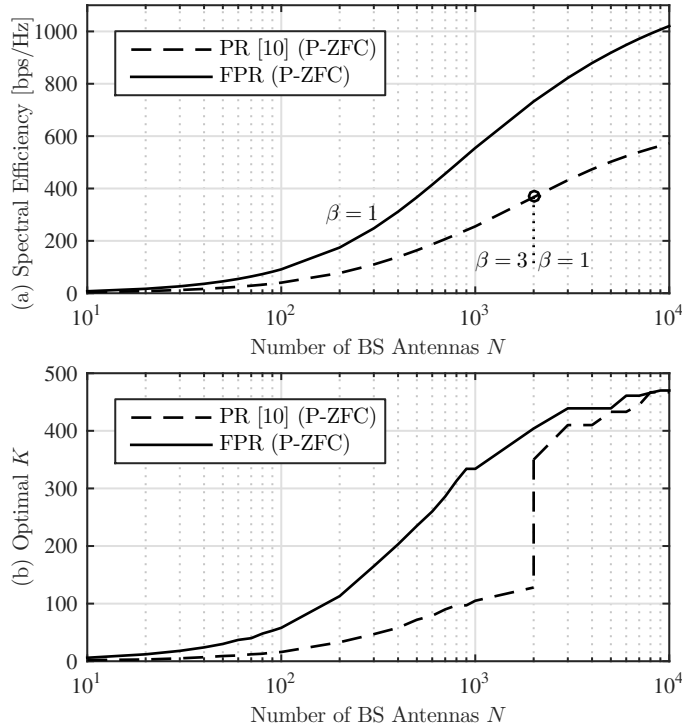 (a) Spectral Efficiency [bps/Hz]
1000
800
600
400
200
0
PR [10] (P-ZFC)
FPR (P-ZFC)
β = 1
β = 3
β = 1
10^1
10^2
10^3
10^4
Number of BS Antennas N
(b) Optimal K
500
400
300
200
100
0
PR [10] (P-ZFC)
FPR (P-ZFC)
10^1
10^2
10^3
10^4
Number of BS Antennas N